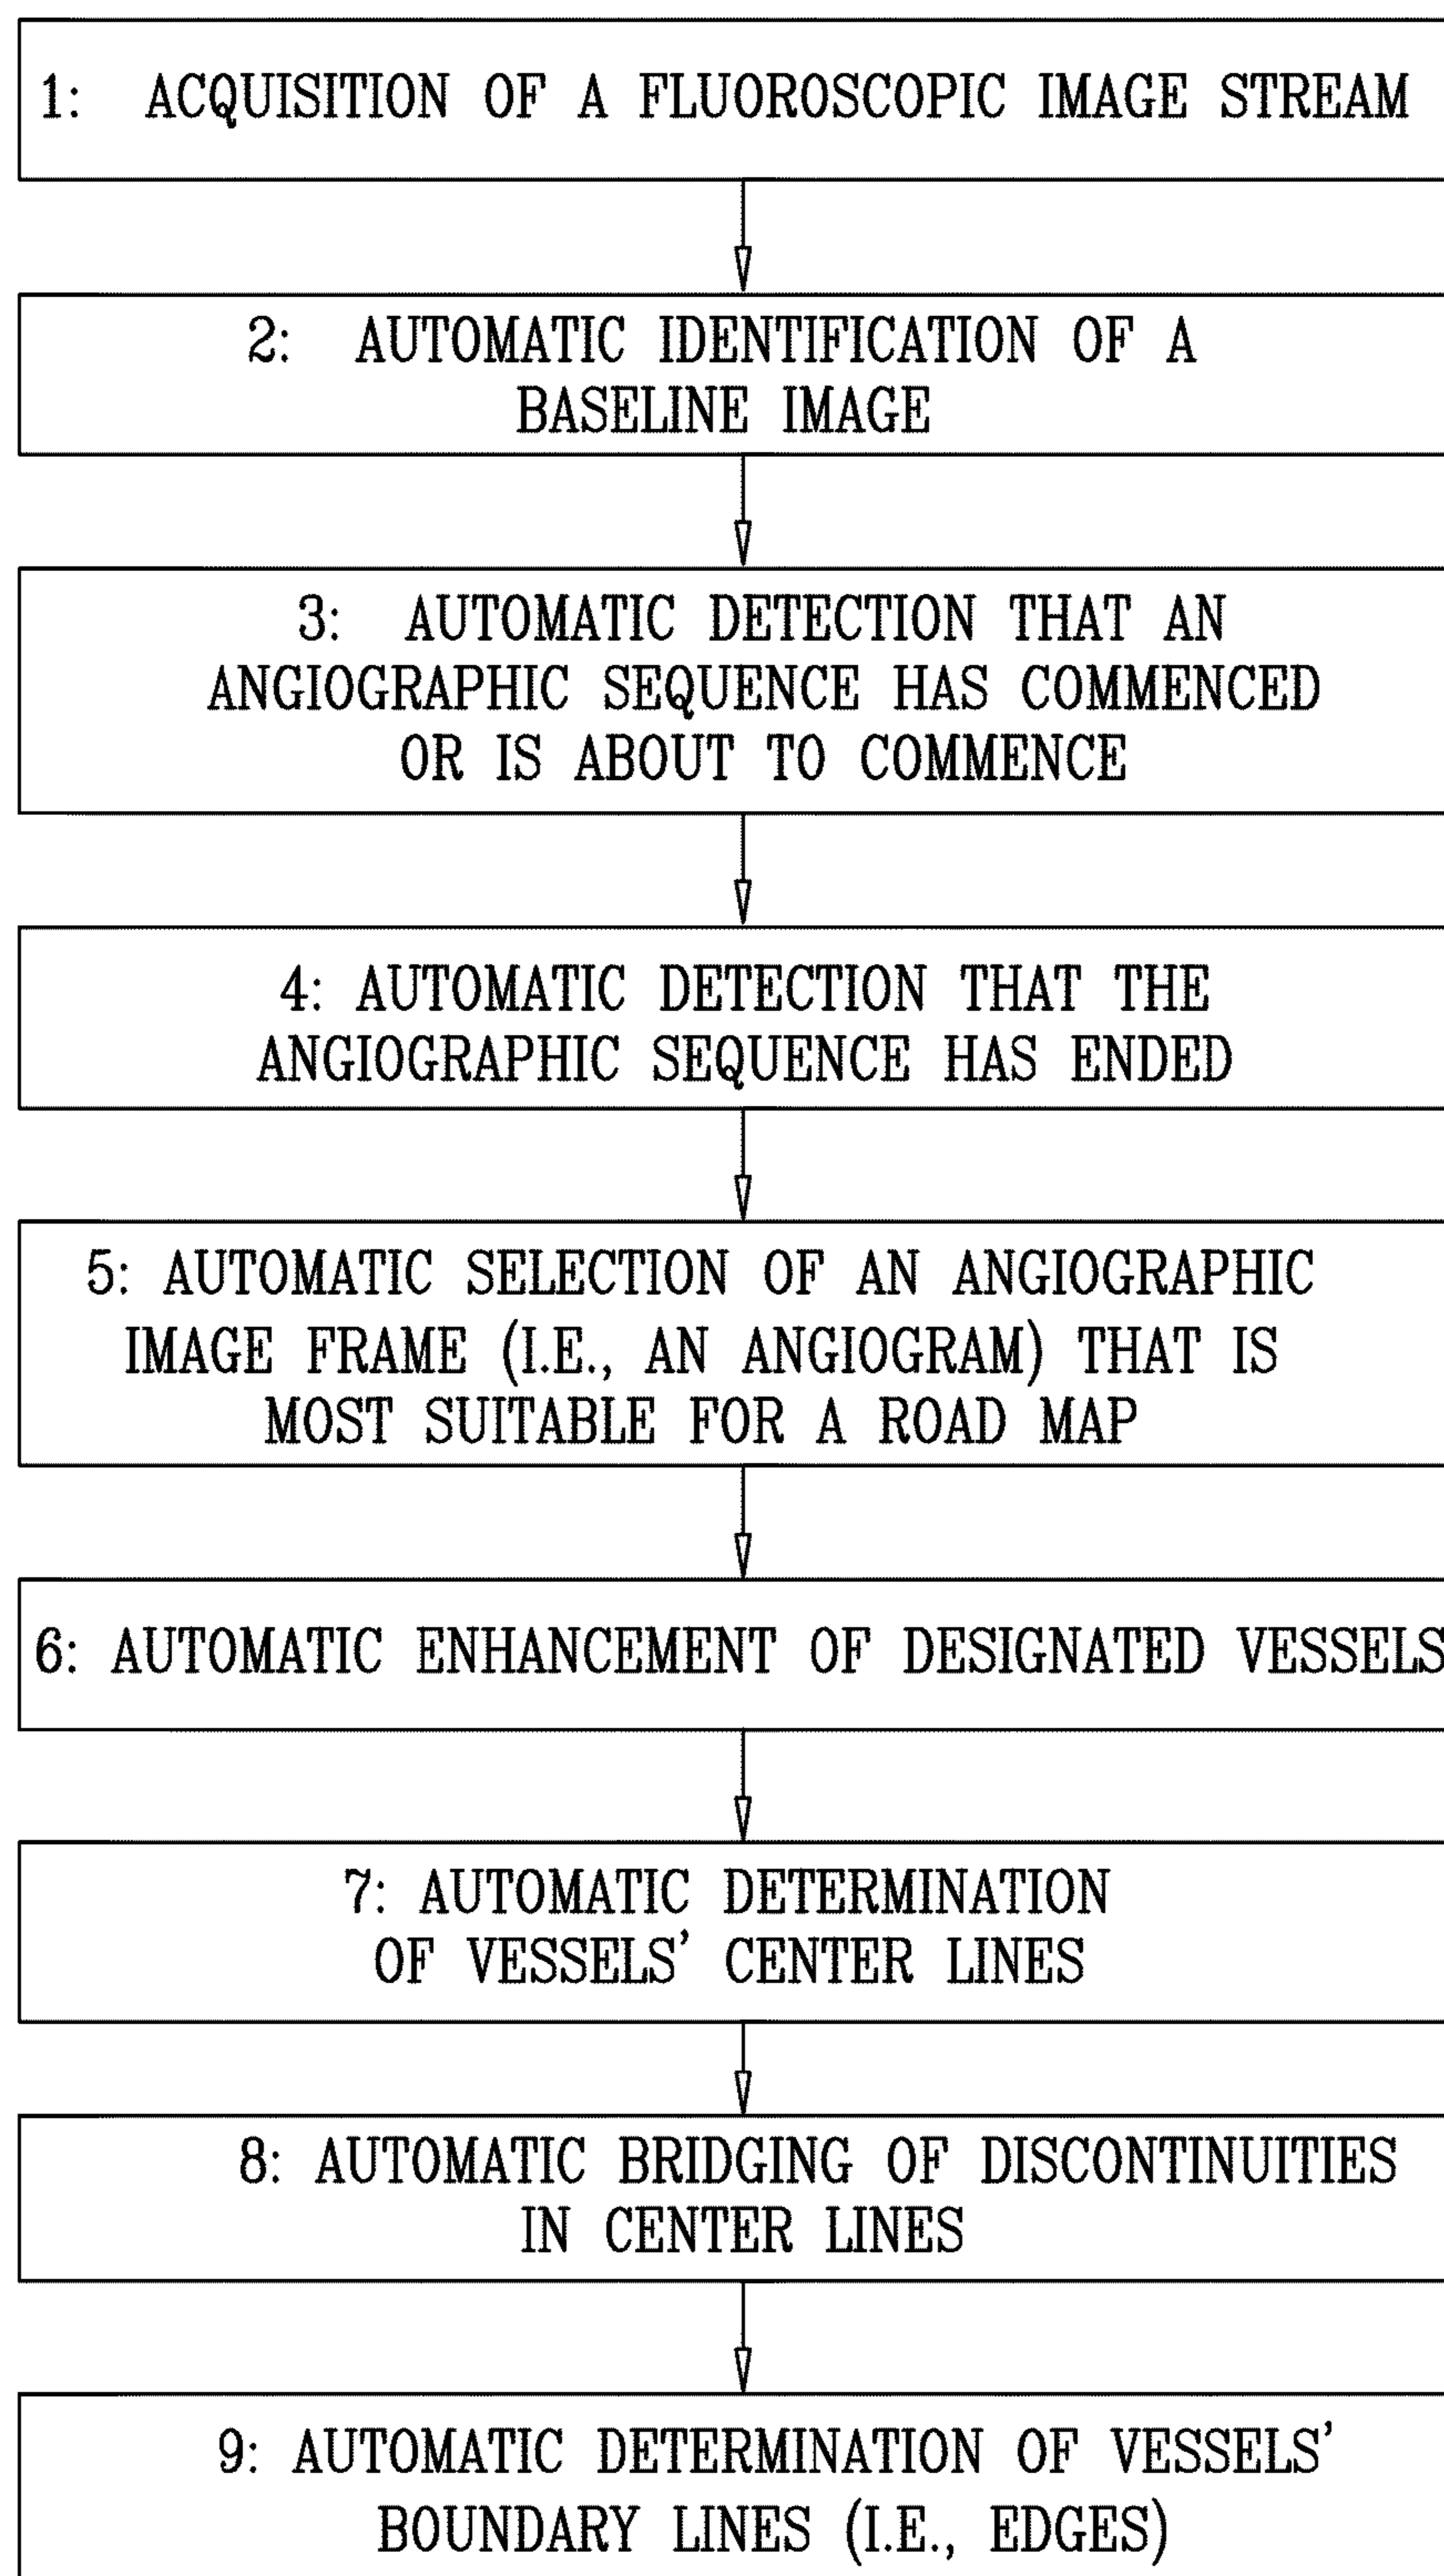 1: ACQUISITION OF A FLUOROSCOPIC IMAGE STREAM
2: AUTOMATIC IDENTIFICATION OF A
BASELINE IMAGE
3: AUTOMATIC DETECTION THAT AN
ANGIOGRAPHIC SEQUENCE HAS COMMENCED
OR IS ABOUT TO COMMENCE
4: AUTOMATIC DETECTION THAT THE
ANGIOGRAPHIC SEQUENCE HAS ENDED
5: AUTOMATIC SELECTION OF AN ANGIOGRAPHIC
IMAGE FRAME (I.E., AN ANGIOGRAM) THAT IS
MOST SUITABLE FOR A ROAD MAP
6: AUTOMATIC ENHANCEMENT OF DESIGNATED VESSELS
7: AUTOMATIC DETERMINATION
OF VESSELS' CENTER LINES
8: AUTOMATIC BRIDGING OF DISCONTINUITIES
IN CENTER LINES
9: AUTOMATIC DETERMINATION OF VESSELS'
BOUNDARY LINES (I.E., EDGES)